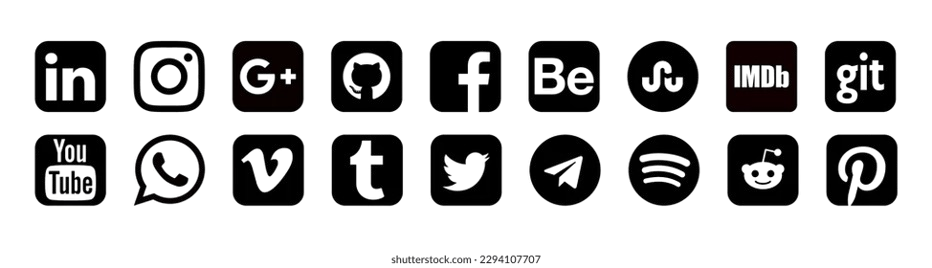 in G+ f Be IMDb git
You
Tube t
shutterstock.com · 2294107707